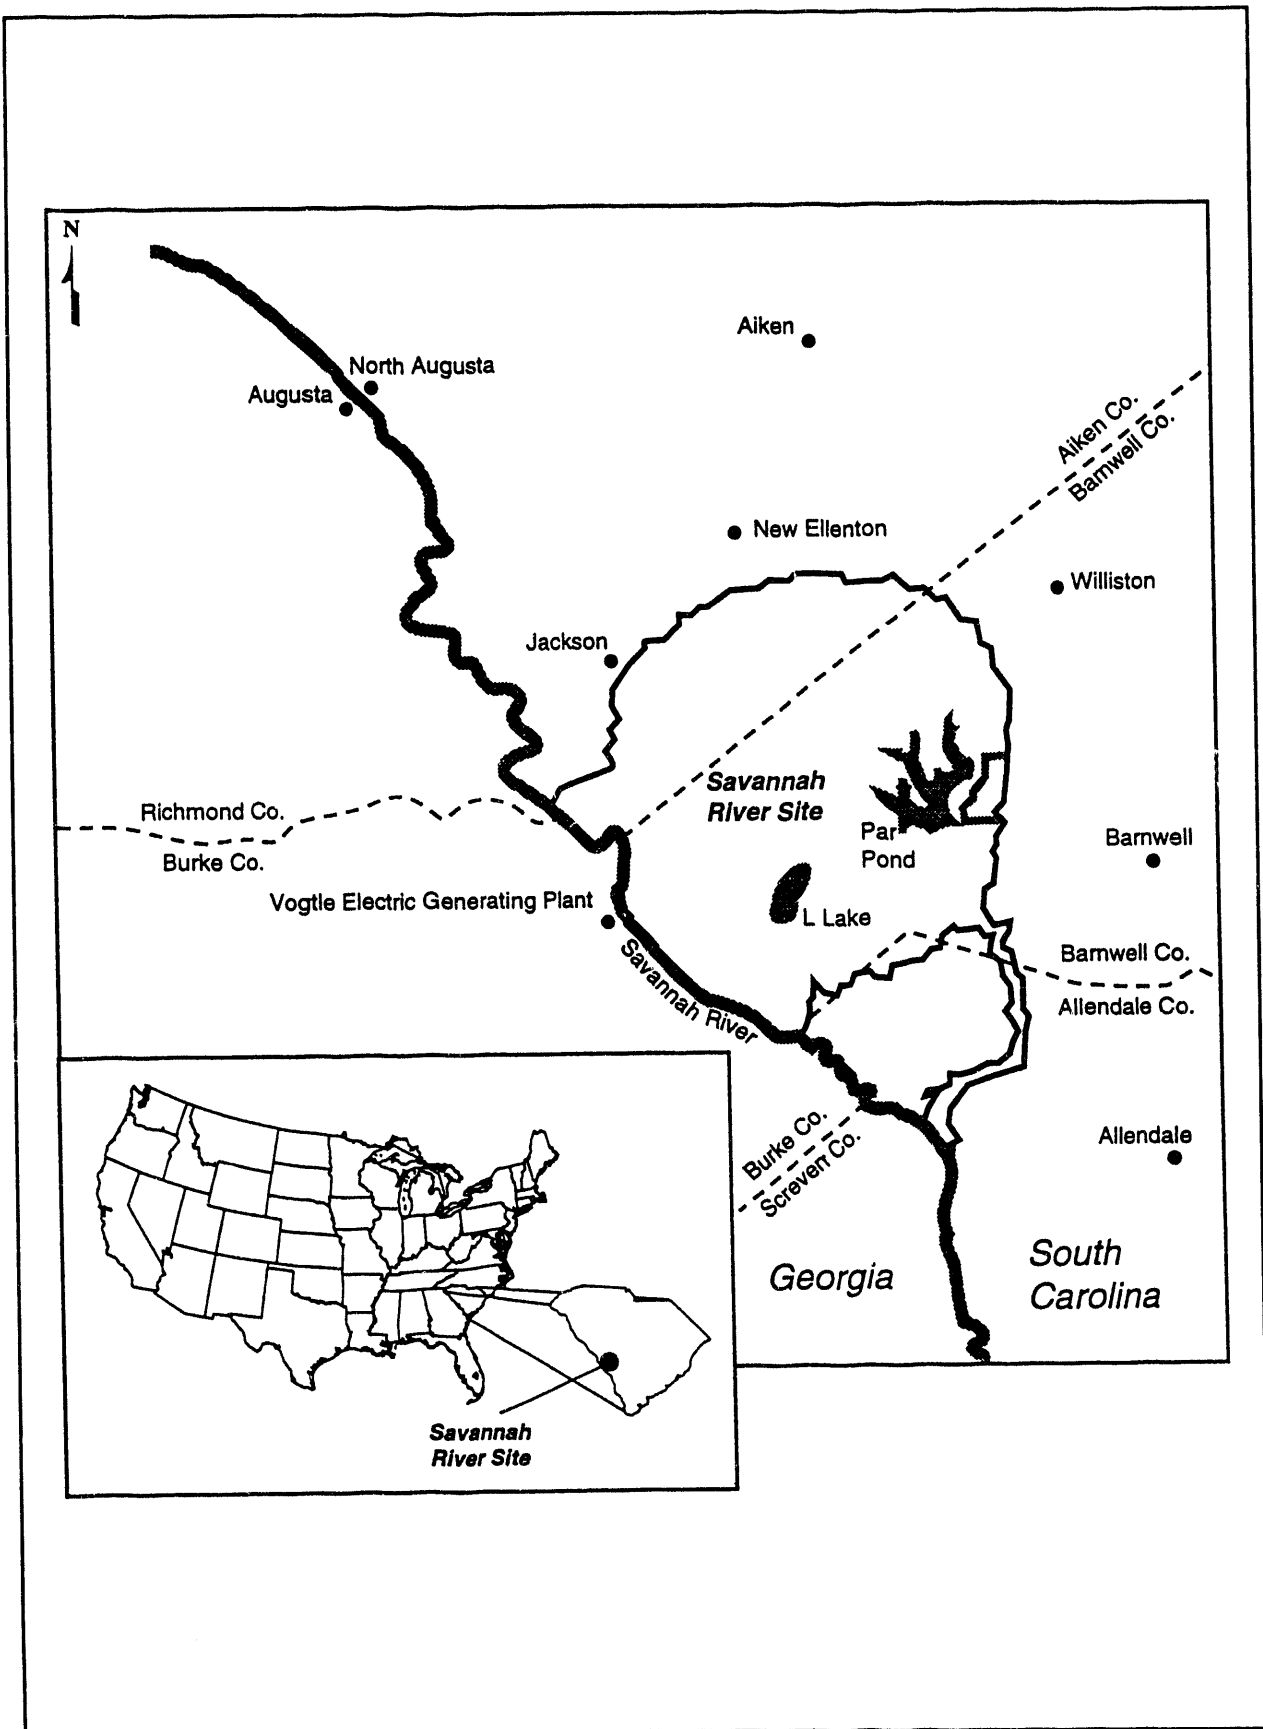 N
Aiken
North Augusta
Augusta
Aiken Co.
Barnwell Co.
New Ellenton
Williston
Jackson
Savannah
River Site
Richmond Co.
Burke Co.
Par
Pond
Barnwell
Vogtle Electric Generating Plant
L Lake
Savannah River
Barnwell Co.
Allendale Co.
Burke Co.
Screven Co.
Allendale
Georgia
South
Carolina
Savannah
River Site